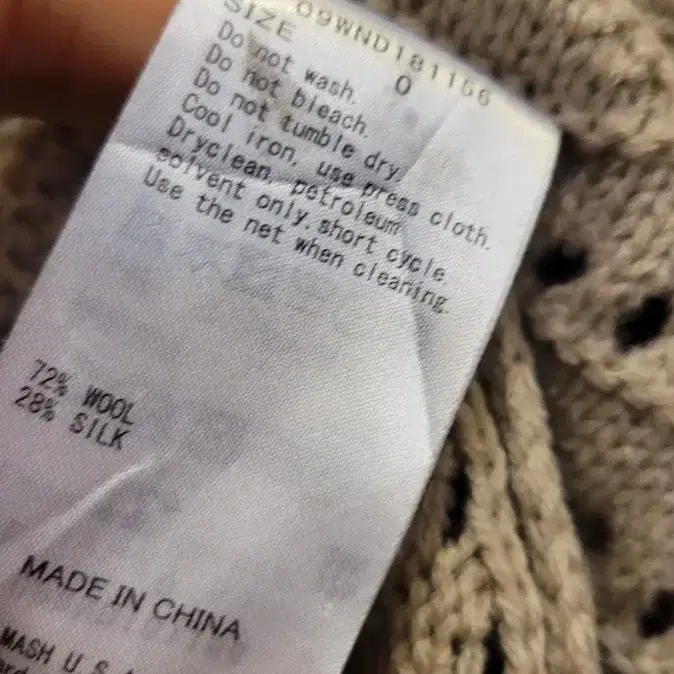 09WND181156
SIZE 0
Do not wash.
Do not bleach.
Do not tumble dry.
Cool iron, use press cloth.
Dryclean, petroleum
solvent only, short cycle.
Use the net when cleaning.
72% WOOL
28% SILK
MADE IN CHINA
MASH U S